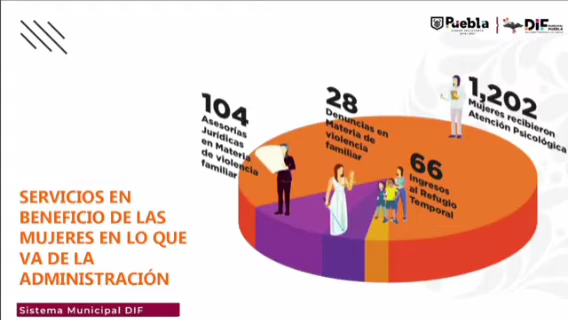 Puebla
DIF
104
Asesorías
Jurídicas
en Materia
de violencia
familiar
28
Denuncias en
Materia de
violencia
familiar
1,202
Mujeres recibieron
Atención Psicológica
66
Ingresos
al Refugio
Temporal
SERVICIOS EN
BENEFICIO DE LAS
MUJERES EN LO QUE
VA DE LA
ADMINISTRACIÓN
Sistema Municipal DIF